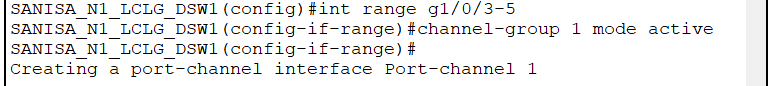 SANISA_N1_LCLG_DSW1(config)#int range g1/0/3-5
SANISA_N1_LCLG_DSW1(config-if-range)#channel-group 1 mode active
SANISA_N1_LCLG_DSW1(config-if-range)#
Creating a port-channel interface Port-channel 1